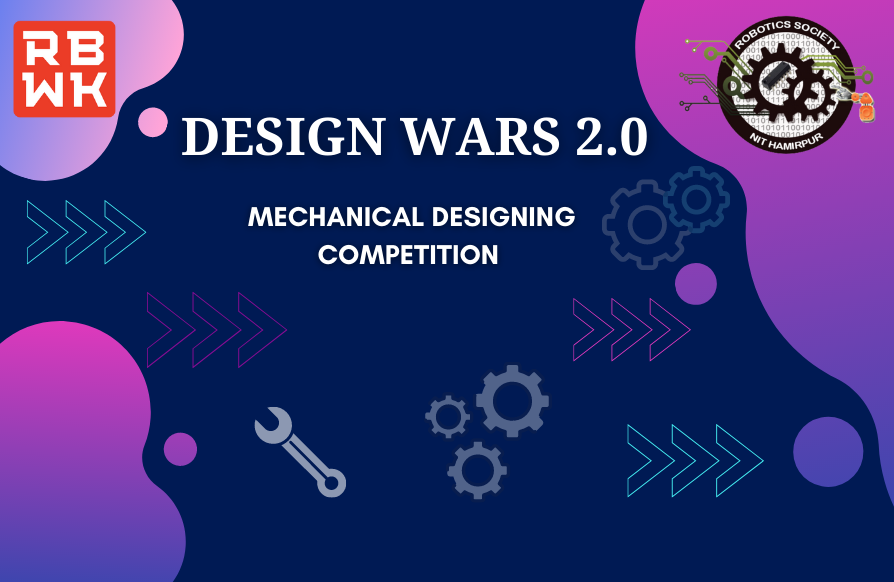 RB
WK
ROBOTICS SOCIETY
NIT HAMIRPUR
DESIGN WARS 2.0
MECHANICAL DESIGNING
COMPETITION